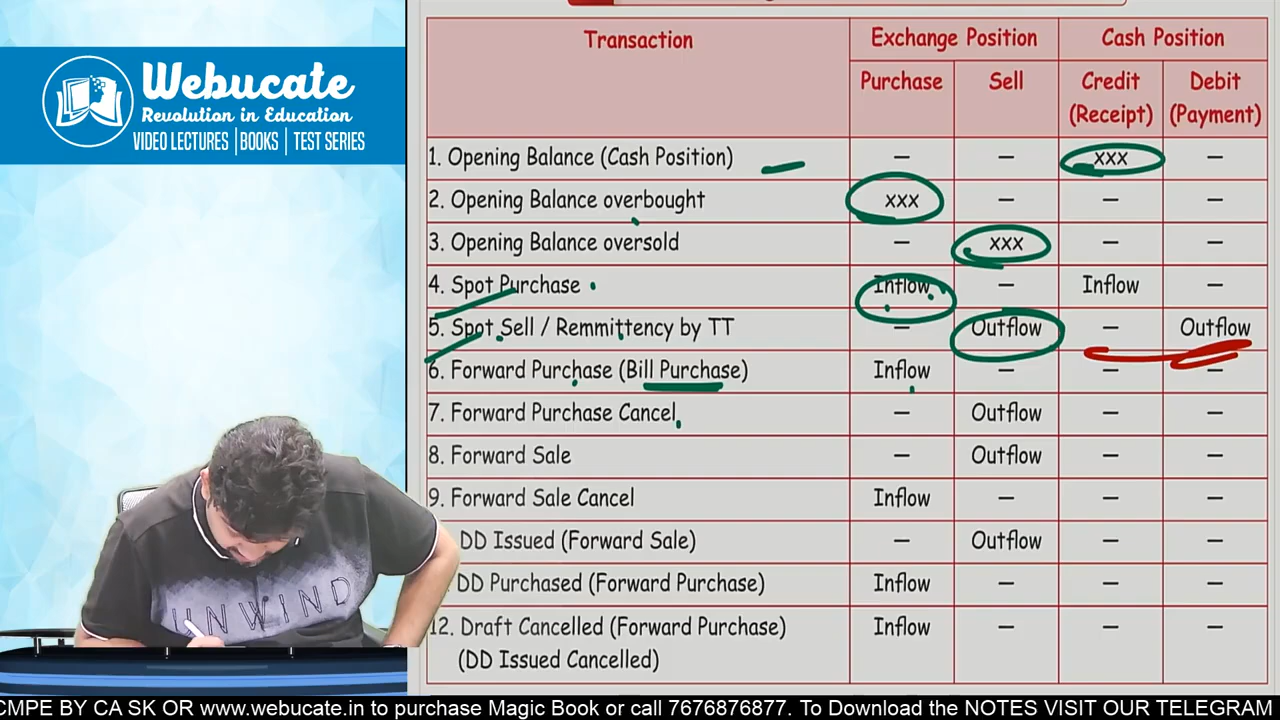 Webucate
Revolution in Education
VIDEO LECTURES | BOOKS | TEST SERIES
Transaction Exchange Position Cash Position
Purchase Sell Credit (Receipt) Debit (Payment)
1. Opening Balance (Cash Position) – – xxx –
2. Opening Balance overbought xxx – – –
3. Opening Balance oversold – xxx – –
4. Spot Purchase Inflow – Inflow –
5. Spot Sell / Remmittency by TT – Outflow – Outflow
6. Forward Purchase (Bill Purchase) Inflow – – –
7. Forward Purchase Cancel – Outflow – –
8. Forward Sale – Outflow – –
9. Forward Sale Cancel Inflow – – –
DD Issued (Forward Sale) – Outflow – –
DD Purchased (Forward Purchase) Inflow – – –
12. Draft Cancelled (Forward Purchase) Inflow – – –
(DD Issued Cancelled)
UNWIND
CMPE BY CA SK OR www.webucate.in to purchase Magic Book or call 7676876877. To Download the NOTES VISIT OUR TELEGRAM